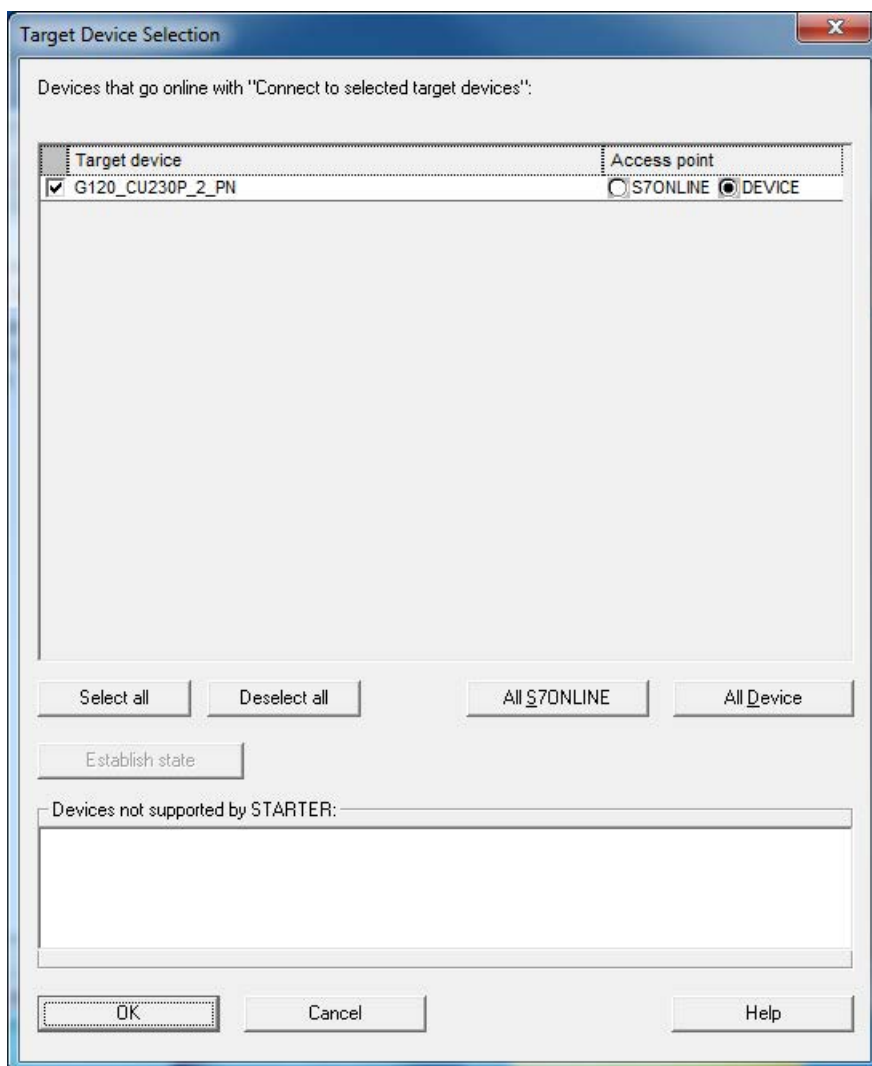 Target Device Selection
Devices that go online with "Connect to selected target devices":
Target device Access point
G120_CU230P_2_PN S7ONLINE DEVICE
Select all Deselect all All S7ONLINE All Device
Establish state
Devices not supported by STARTER:
OK Cancel Help